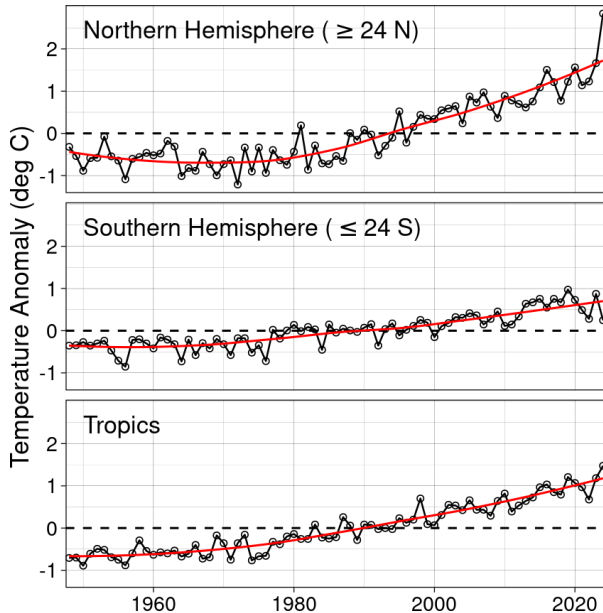 Temperature Anomaly (deg C)
Northern Hemisphere ( ≥ 24 N)
2
1
0
-1
Southern Hemisphere ( ≤ 24 S)
2
1
0
-1
Tropics
2
1
0
-1
1960 1980 2000 2020